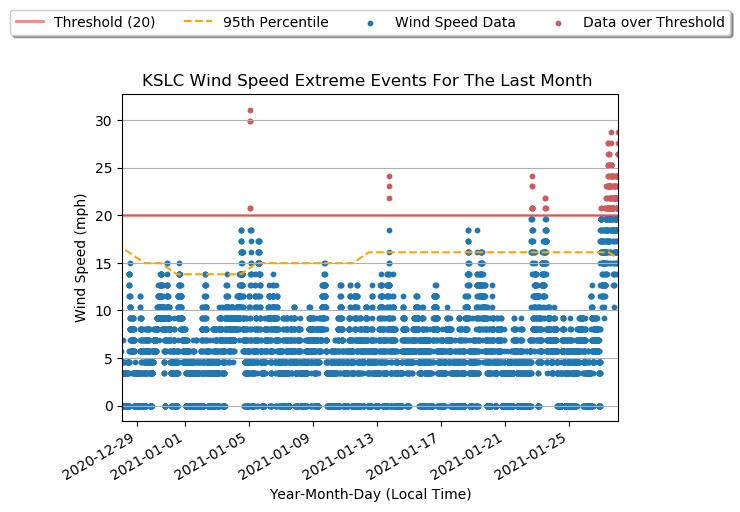 Threshold (20) 95th Percentile Wind Speed Data Data over Threshold
KSLC Wind Speed Extreme Events For The Last Month
30
25
20
15
10
5
0
Wind Speed (mph)
2020-12-29 2021-01-01 2021-01-05 2021-01-09 2021-01-13 2021-01-17 2021-01-21 2021-01-25
Year-Month-Day (Local Time)